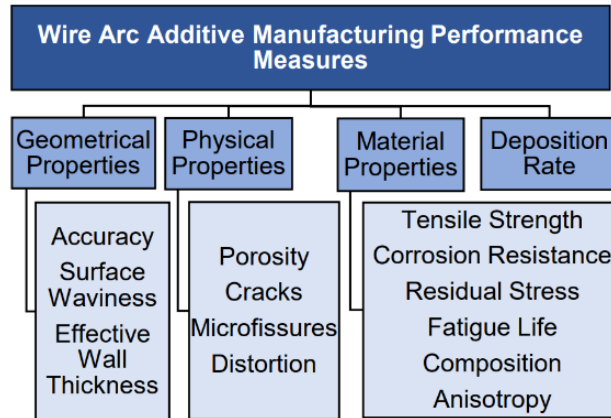 Wire Arc Additive Manufacturing Performance
Measures
Geometrical
Properties
Physical
Properties
Material
Properties
Deposition
Rate
Accuracy
Surface
Waviness
Effective
Wall
Thickness
Porosity
Cracks
Microfissures
Distortion
Tensile Strength
Corrosion Resistance
Residual Stress
Fatigue Life
Composition
Anisotropy